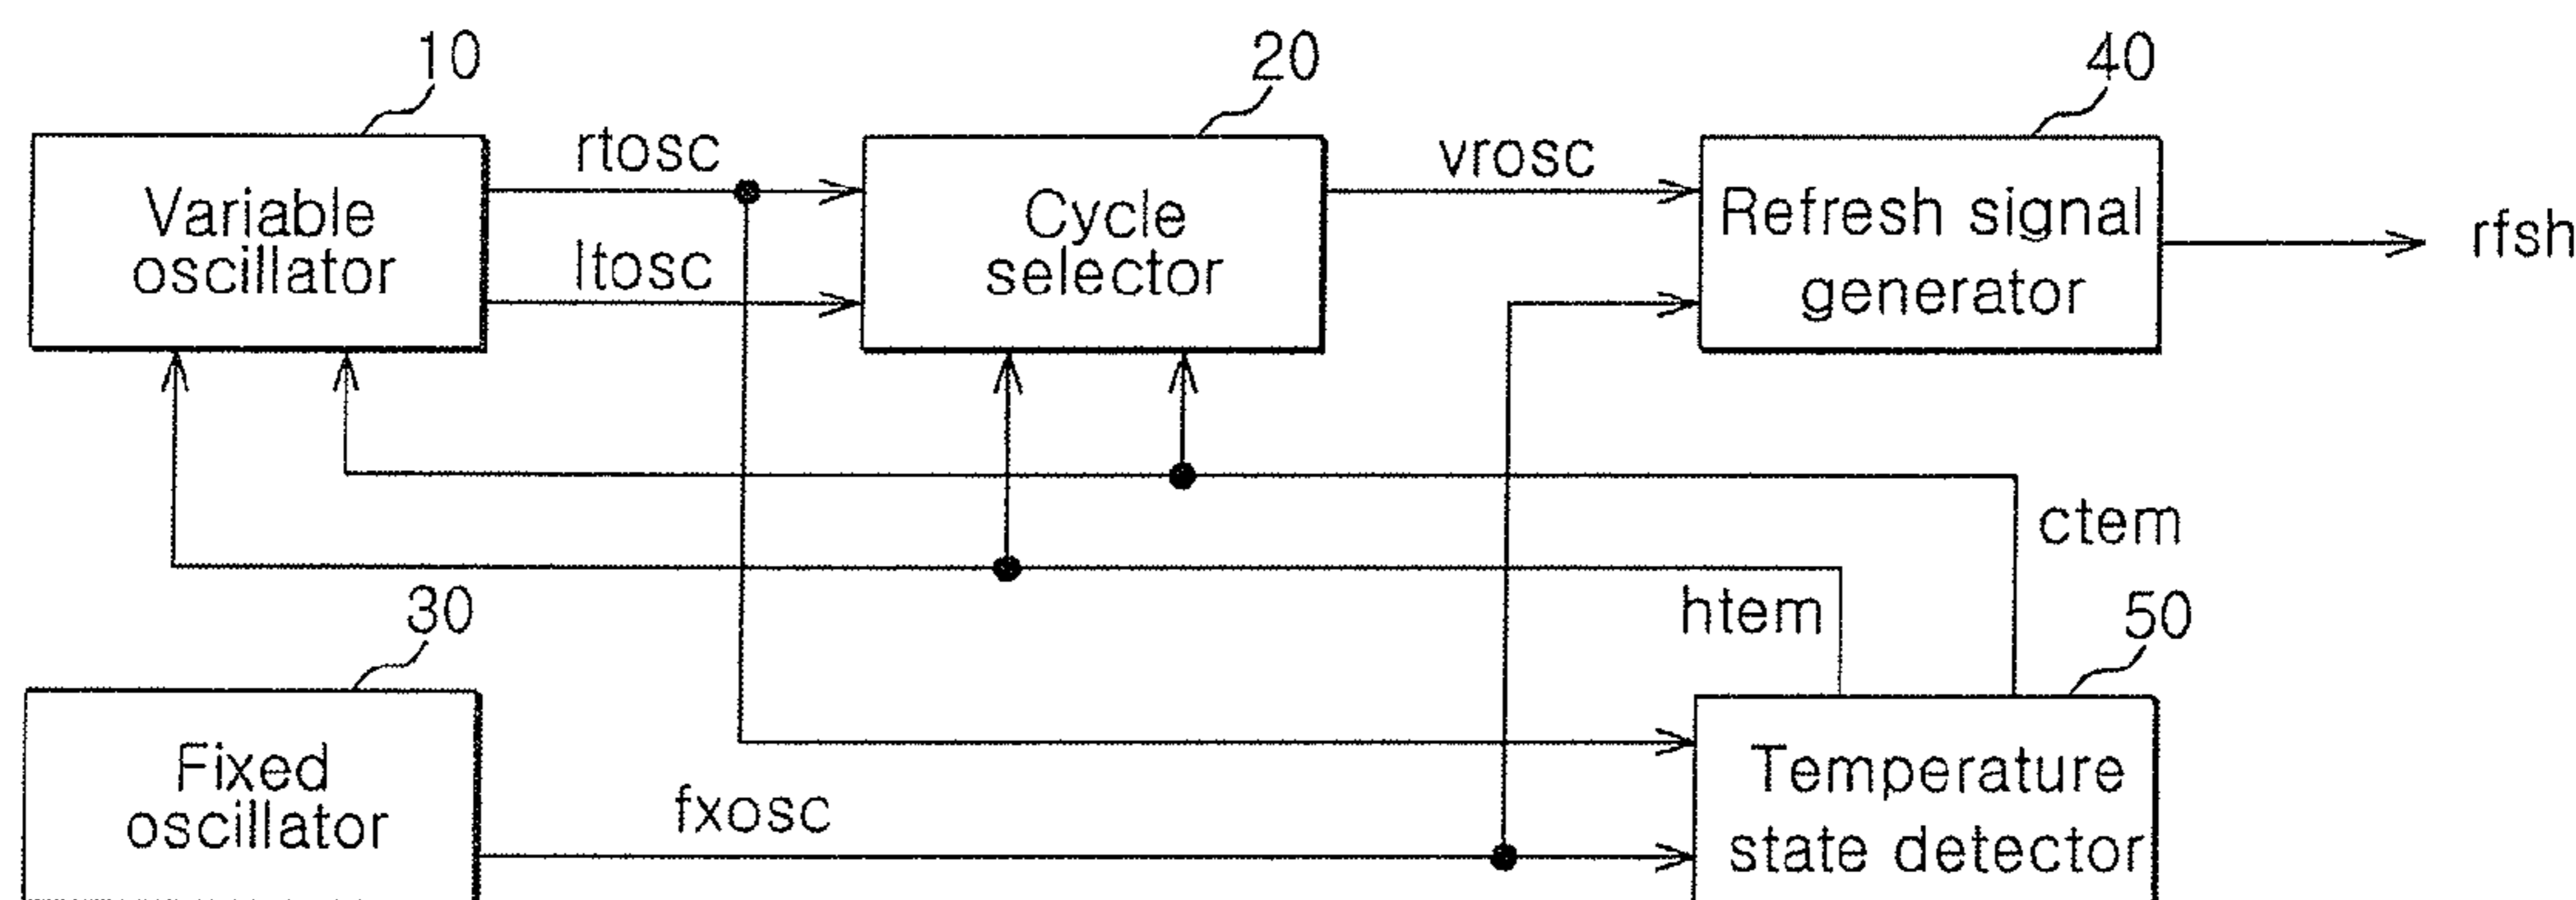 10
20
40
rtosc
vrosc
Variable
oscillator
Cycle
selector
Refresh signal
generator
ltosc
rfsh
ctem
htem
30
50
Fixed
oscillator
fxosc
Temperature
state detector